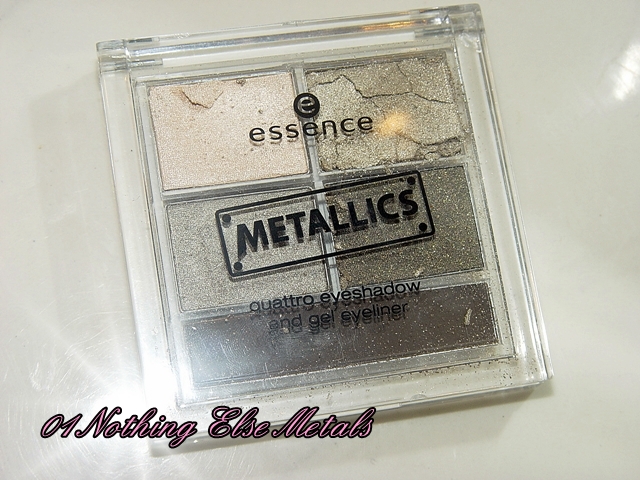 e
essence
METALLICS
quattro eyeshadow
and gel eyeliner
01 Nothing Else Metals